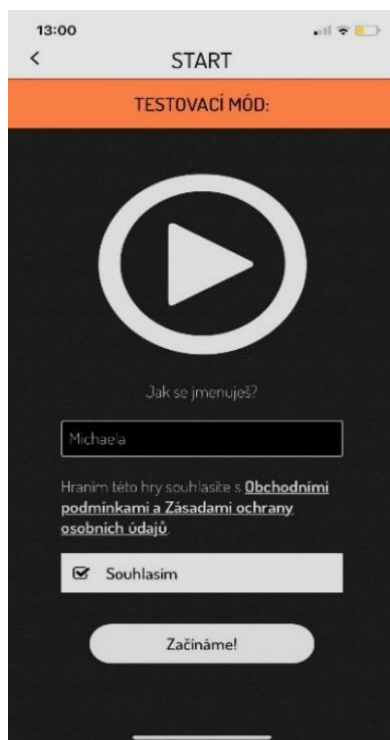 13:00
START
TESTOVACÍ MÓD:
Jak se jmenuješ?
Michaela
Hraním této hry souhlasíte s Obchodními
podmínkami a Zásadami ochrany
osobních údajů.
Souhlasím
Začínáme!